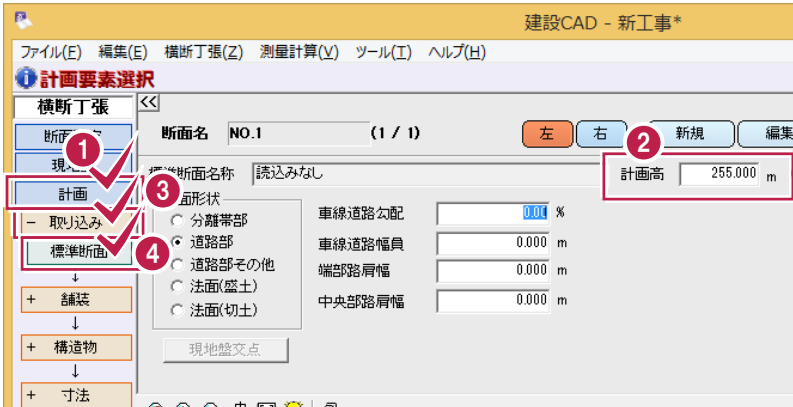 建設CAD - 新工事*
ファイル(F) 編集(E) 横断丁張(Z) 測量計算(V) ツール(T) ヘルプ(H)
計画要素選択
横断丁張
<<
断面
断面名 NO.1 (1 / 1)
左 右 新規 編集
1
2
現
標準断面名称 読込みなし
計画高 255.000 m
計画
3
面形状
− 取り込み
分離帯部
車線道路勾配 0.00 %
標準断面
4
道路部
車線道路幅員 0.000 m
道路部その他
端部路肩幅 0.000 m
↓
法面(盛土)
+ 舗装
法面(切土)
中央部路肩幅 0.000 m
↓
+ 構造物
現地盤交点
↓
+ 寸法